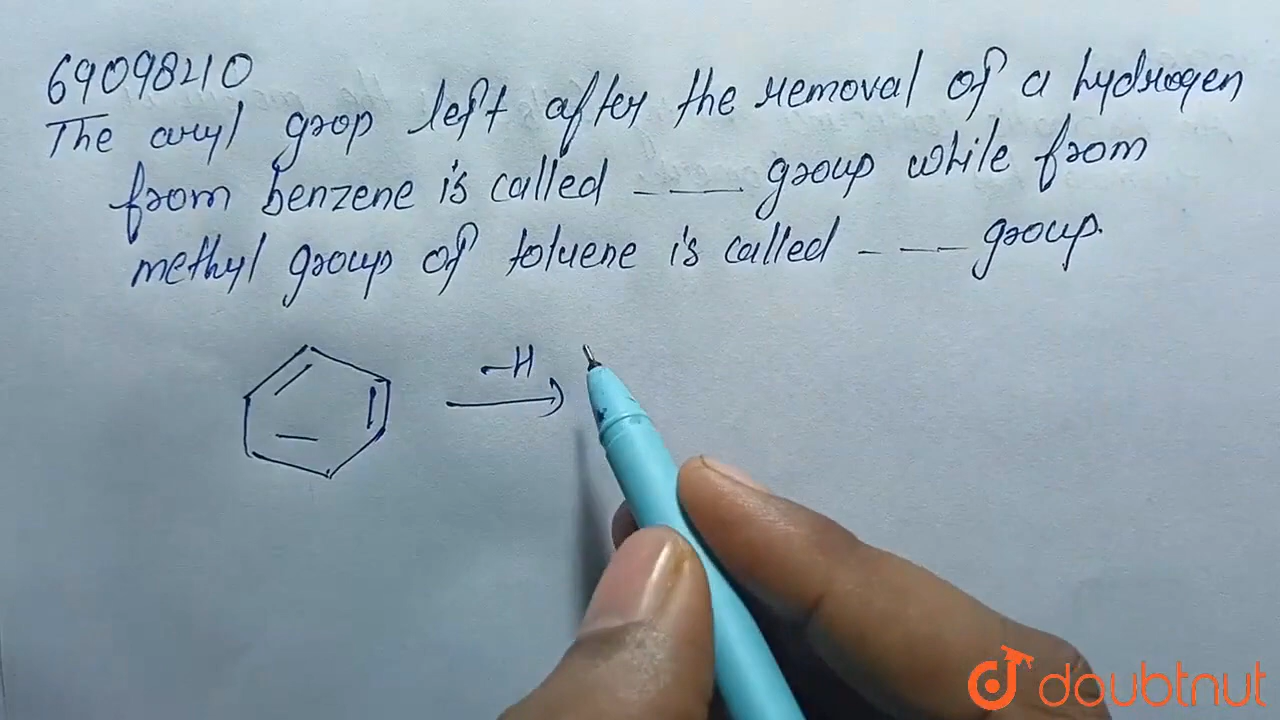 69098210
The aryl grop left after the removal of a hydrogen
from benzene is called ---- group while from
methyl group of toluene is called ---- group.
-H
doubtnut